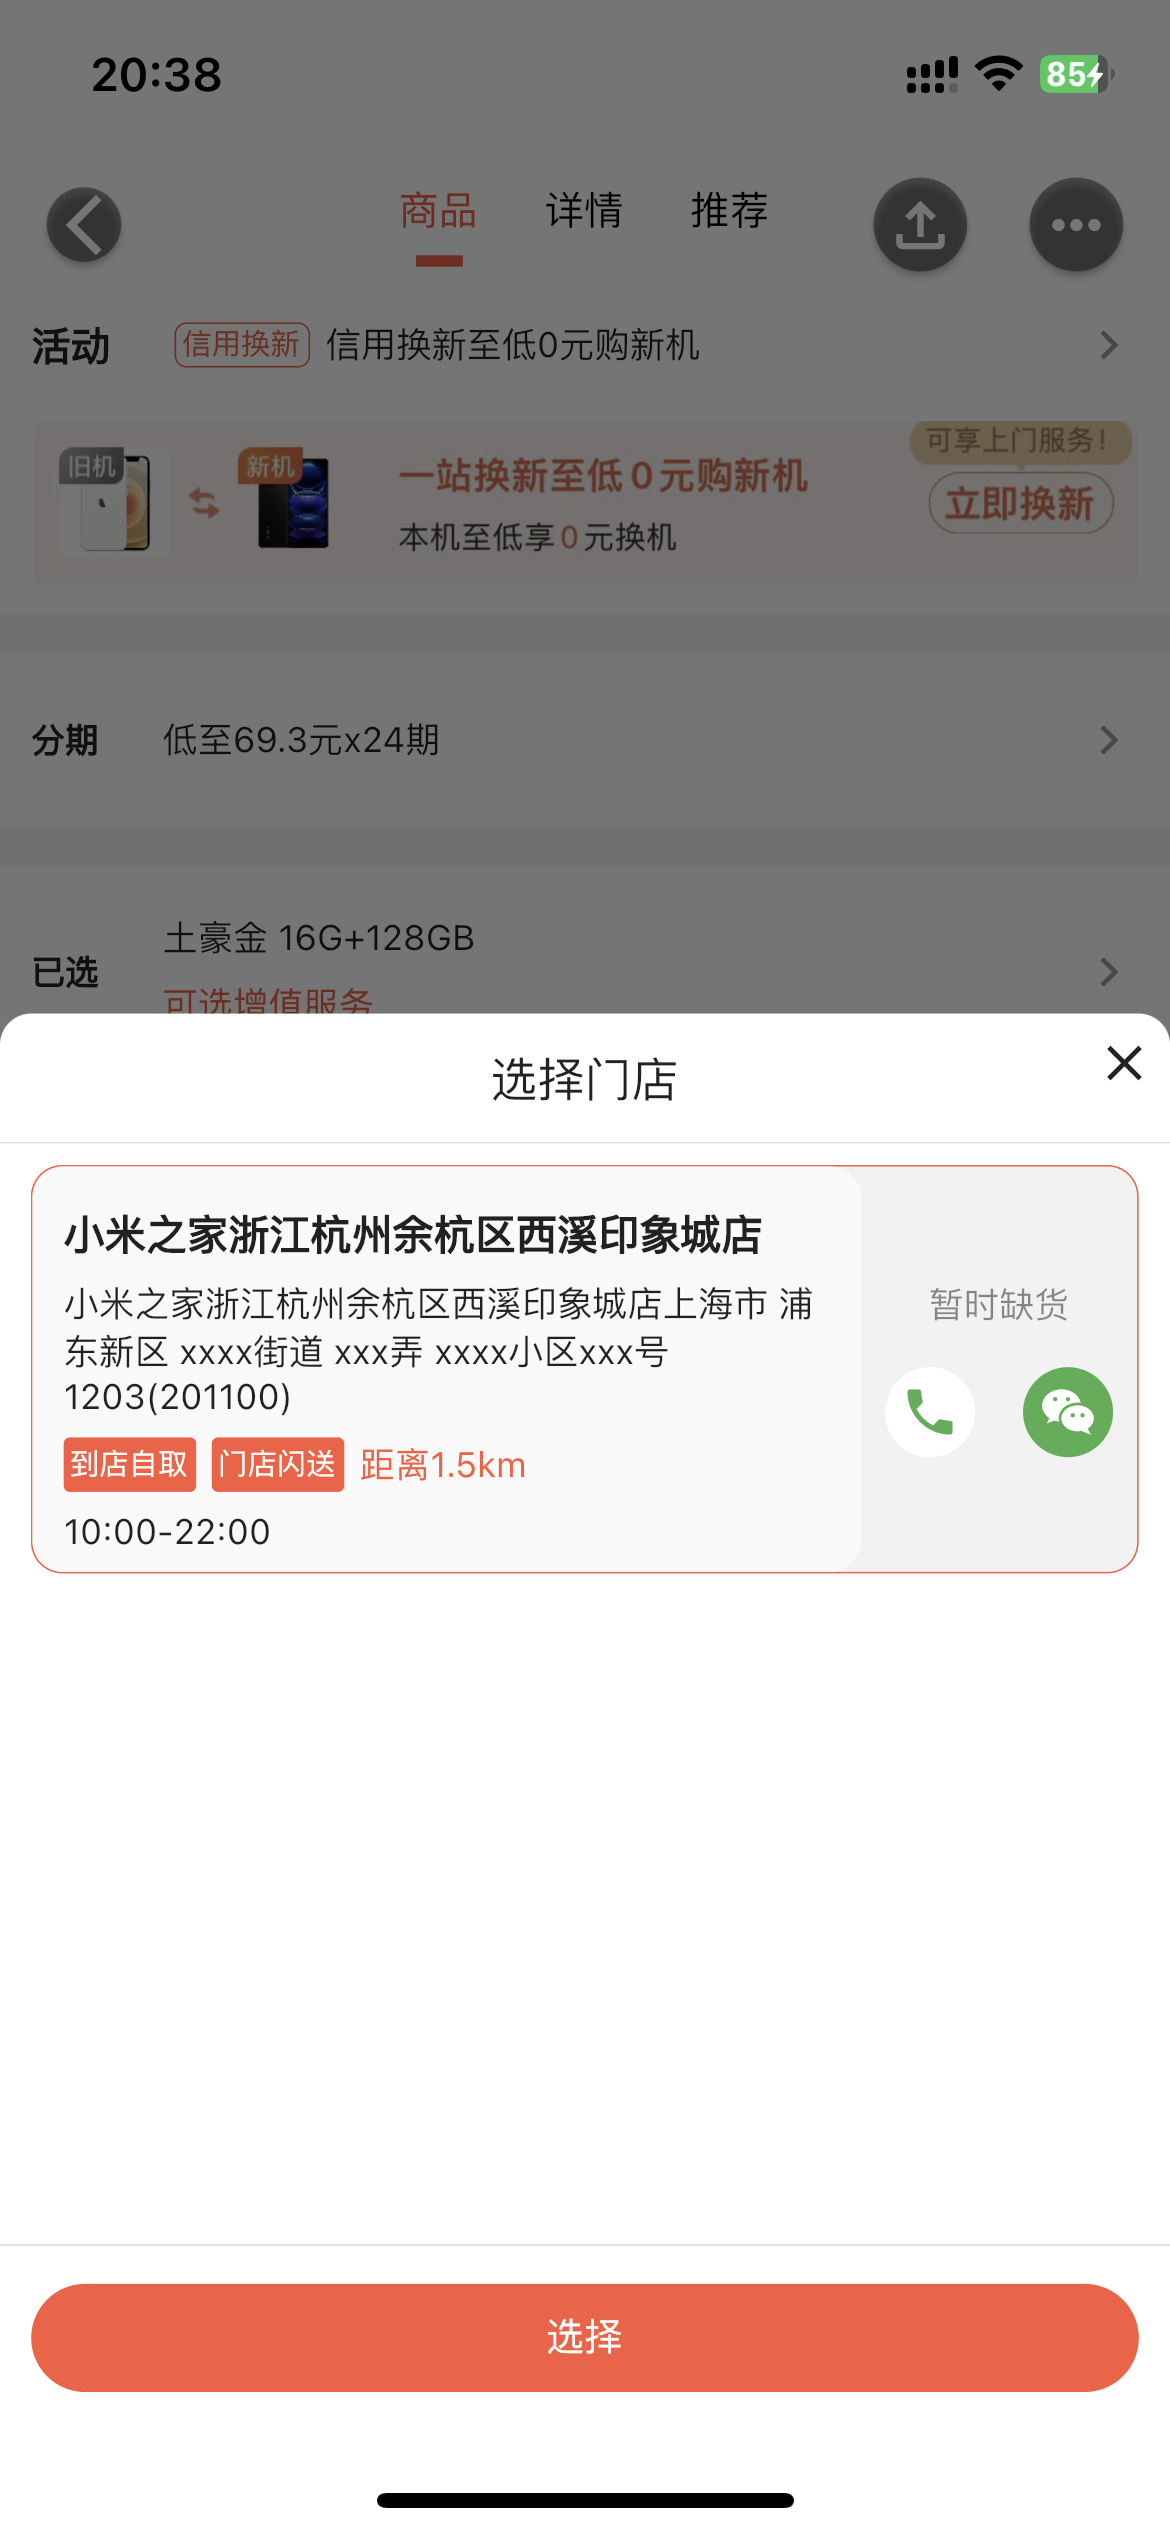 20:38
85
商品
详情
推荐
活动
信用换新
信用换新至低0元购新机
旧机
新机
一站换新至低0元购新机
本机至低享0元换机
可享上门服务!
立即换新
分期
低至69.3元x24期
已选
土豪金 16G+128GB
可选增值服务
选择门店
小米之家浙江杭州余杭区西溪印象城店
小米之家浙江杭州余杭区西溪印象城店上海市 浦
东新区 xxxx街道 xxx弄 xxxx小区xxx号
1203(201100)
到店自取
门店闪送
距离1.5km
10:00-22:00
暂时缺货
选择